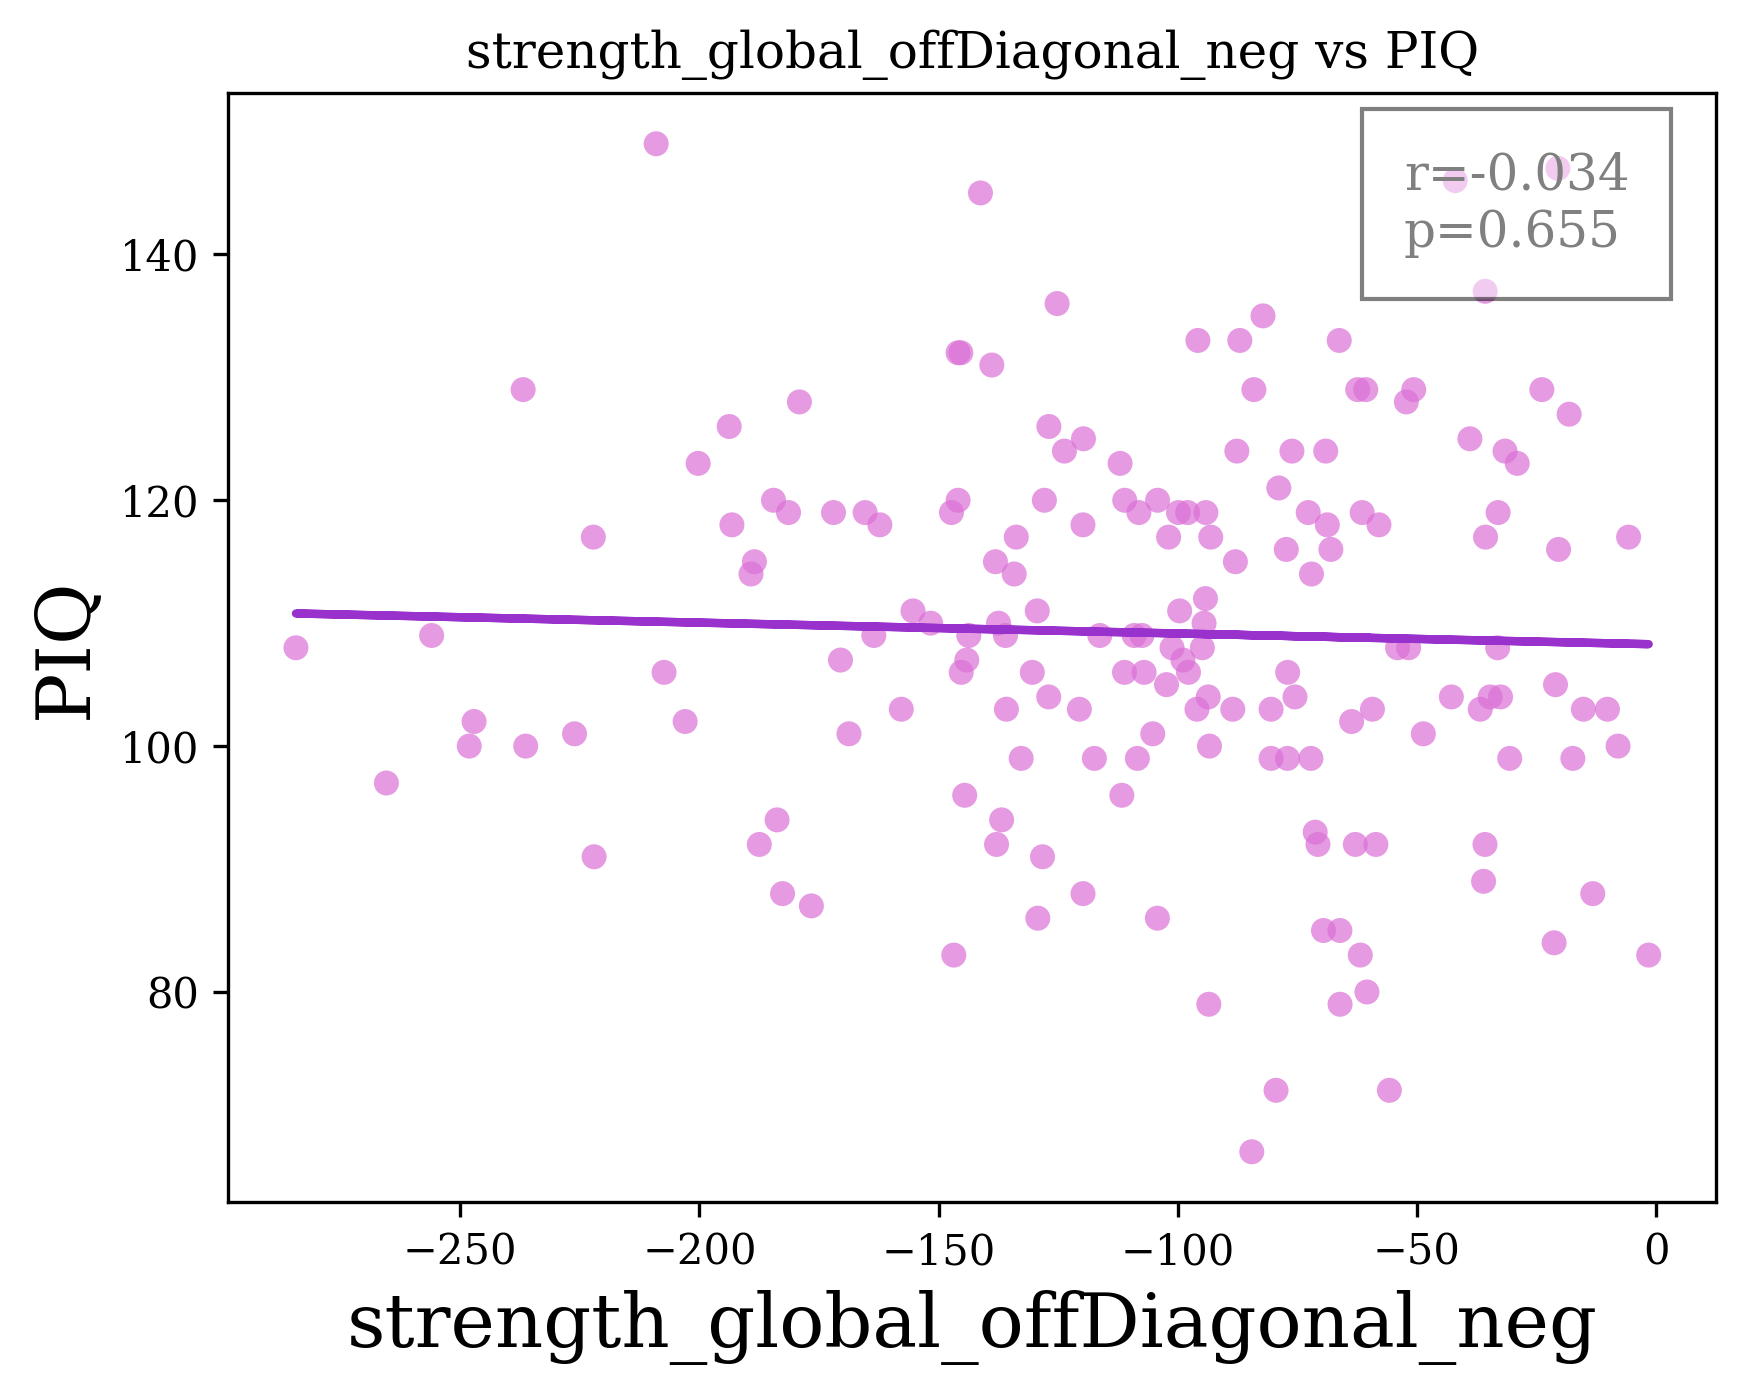 strength_global_offDiagonal_neg vs PIQ
r=-0.034
p=0.655
140
120
100
80
PIQ
−250
−200
−150
−100
−50
0
strength_global_offDiagonal_neg